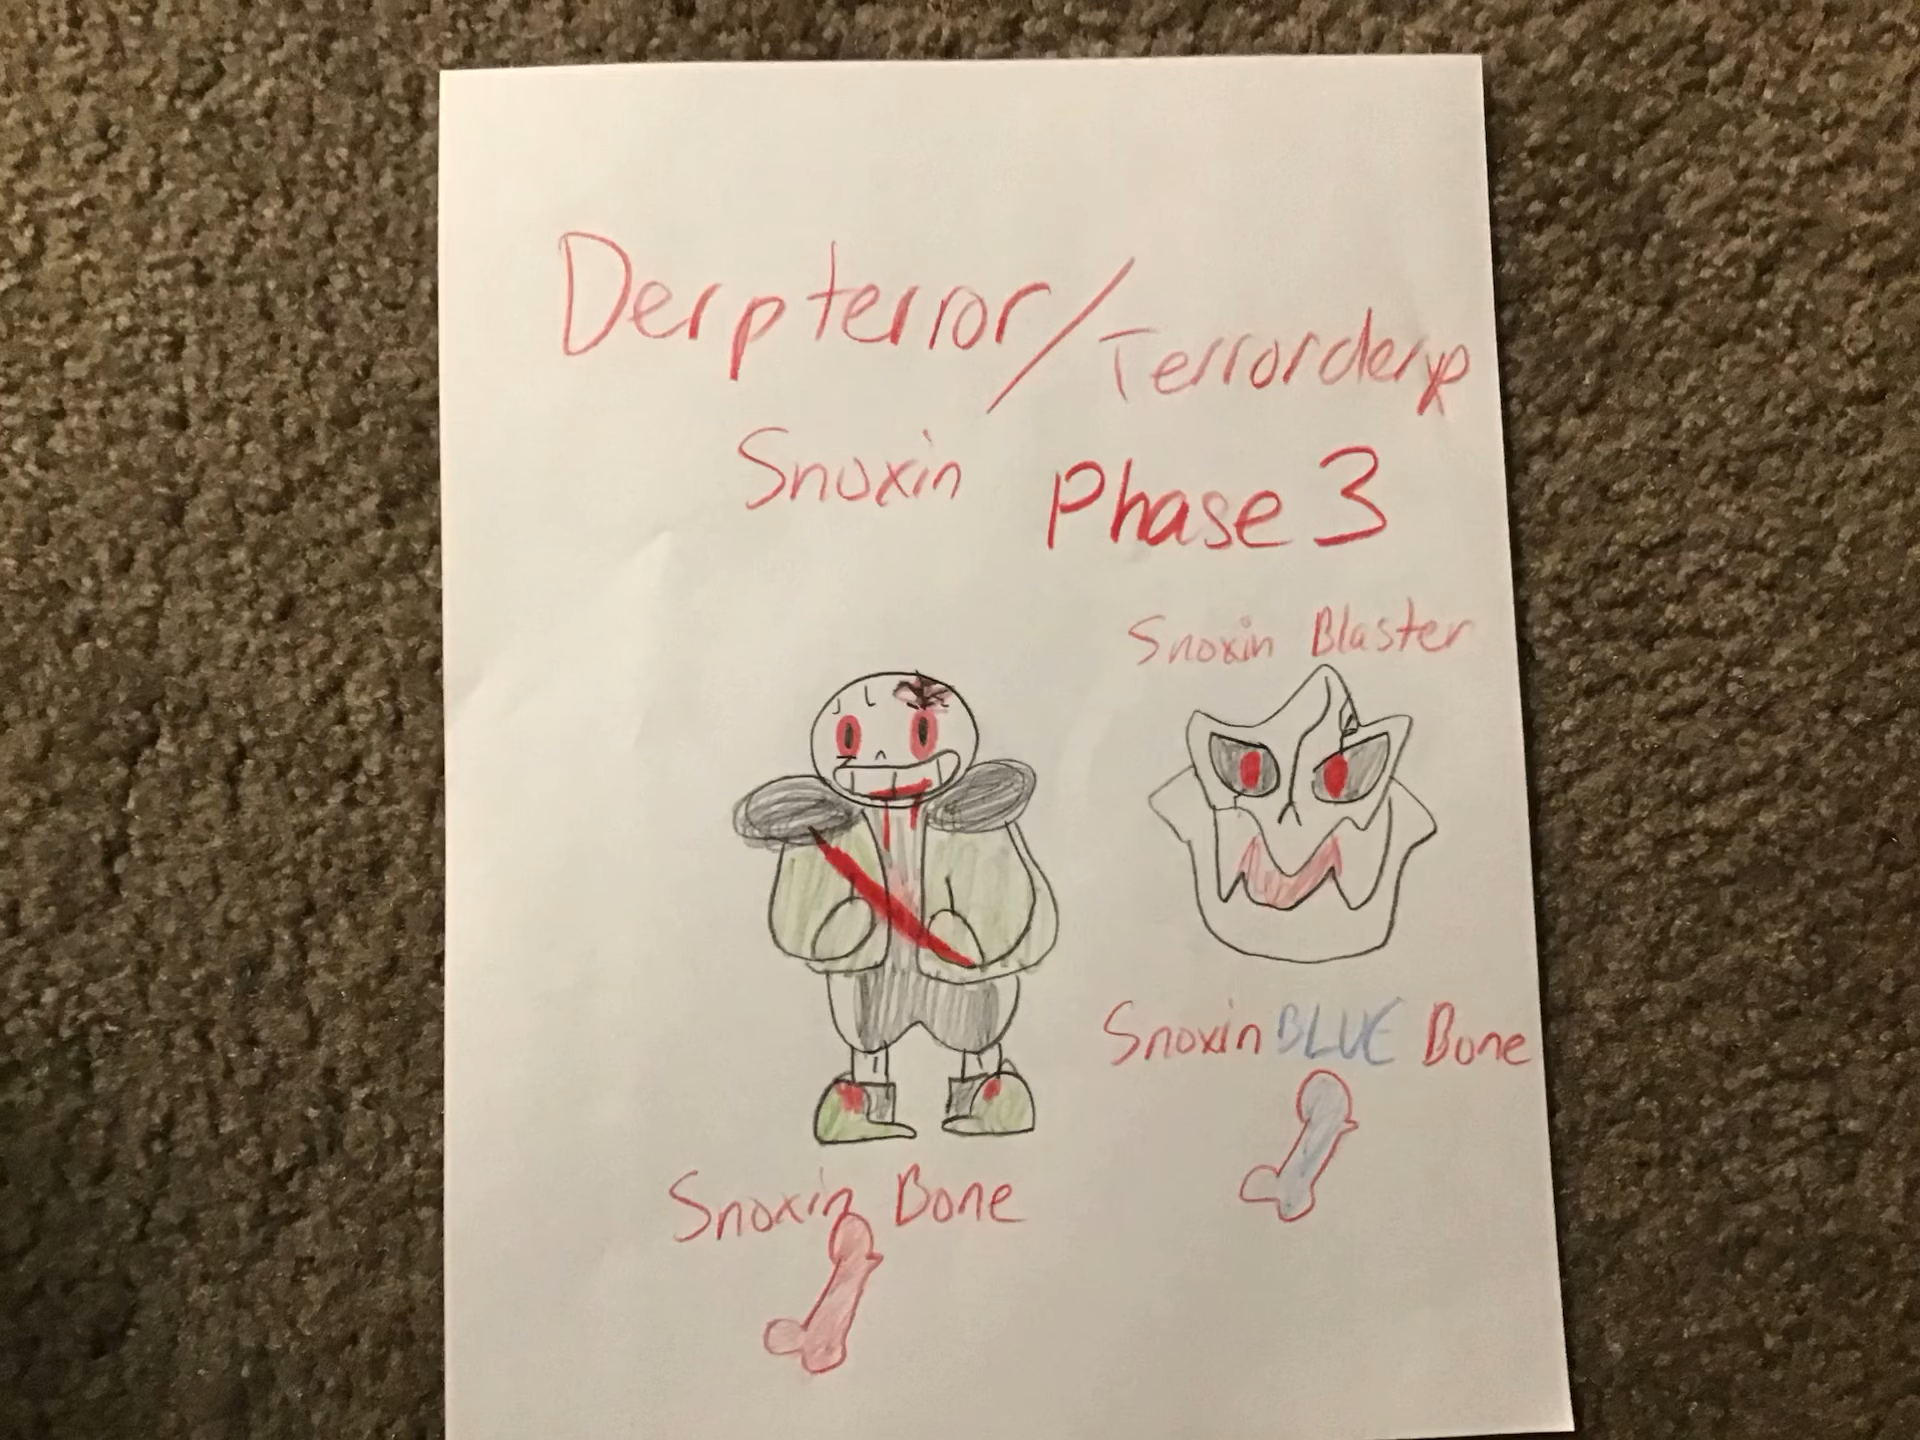 Derpterror/Terrorderp
Snoxin Phase 3
Snoxin Blaster
Snoxin BLUE Bone
Snoxin Bone